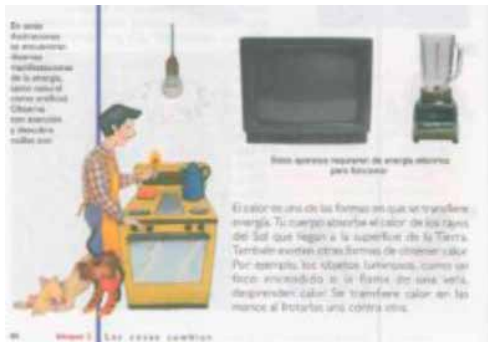 En estas
ilustraciones
se encuentran
diversas
manifestaciones
de la energía,
tanto natural
como artificial.
Observa
con atención
y descubre
cuáles son
Estos aparatos requieren de energía eléctrica
para funcionar
El calor es una de las formas en que se transfiere
energía. Tu cuerpo absorbe el calor de los rayos
del Sol que llegan a la superficie de la Tierra.
También existen otras formas de obtener calor.
Por ejemplo, los objetos luminosos, como un
foco encendido o la flama de una vela,
desprenden calor. Se transfiere calor en las
manos al frotarlas una contra otra.
Bloque Las cosas cambian